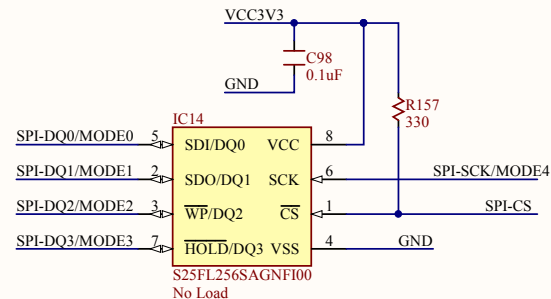 VCC3V3
C98
0.1uF
GND
R157
330
IC14
SPI-DQ0/MODE0 5 SDI/DQ0 VCC 8
SPI-DQ1/MODE1 2 SDO/DQ1 SCK 6 SPI-SCK/MODE4
SPI-DQ2/MODE2 3 WP/DQ2 CS 1 SPI-CS
SPI-DQ3/MODE3 7 HOLD/DQ3 VSS 4 GND
S25FL256SAGNFI00
No Load